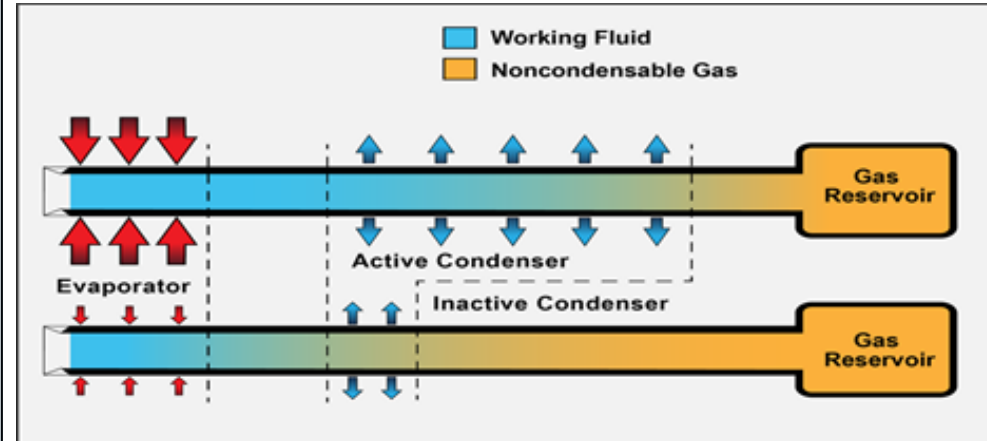 Working Fluid
Noncondensable Gas
Gas
Reservoir
Active Condenser
Evaporator
Inactive Condenser
Gas
Reservoir